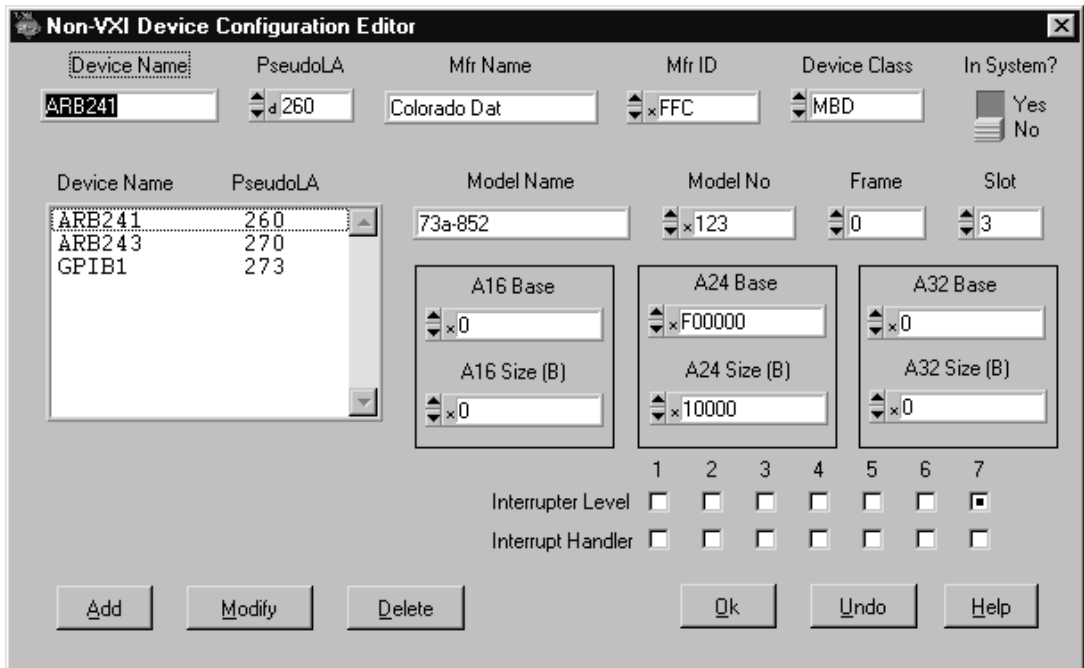 Non-VXI Device Configuration Editor
Device Name PseudoLA Mfr Name Mfr ID Device Class In System?
ARB241 d 260 Colorado Dat x FFC MBD Yes
No
Device Name PseudoLA Model Name Model No Frame Slot
ARB241 260 73a-852 x 123 0 3
ARB243 270
GPIB1 273
A16 Base A24 Base A32 Base
x 0 x F00000 x 0
A16 Size (B) A24 Size (B) A32 Size (B)
x 0 x 10000 x 0
1 2 3 4 5 6 7
Interrupter Level
Interrupt Handler
Add Modify Delete Ok Undo Help